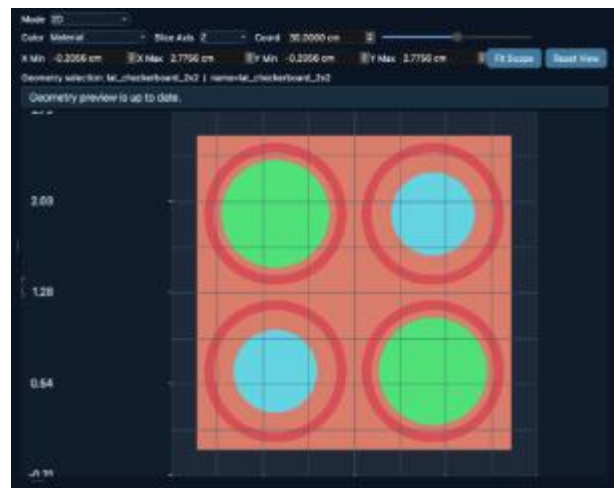 Mode 2D
Color Material Slice Axis Z Coord 30.0000 cm
X Min -0.2056 cm X Max 2.7756 cm Y Min -0.2056 cm Y Max 2.7756 cm Fit Scope Reset View
Geometry selection: lat_checkerboard_2x2 | name=lat_checkerboard_2x2
Geometry preview is up to date.
2.03
1.28
0.54